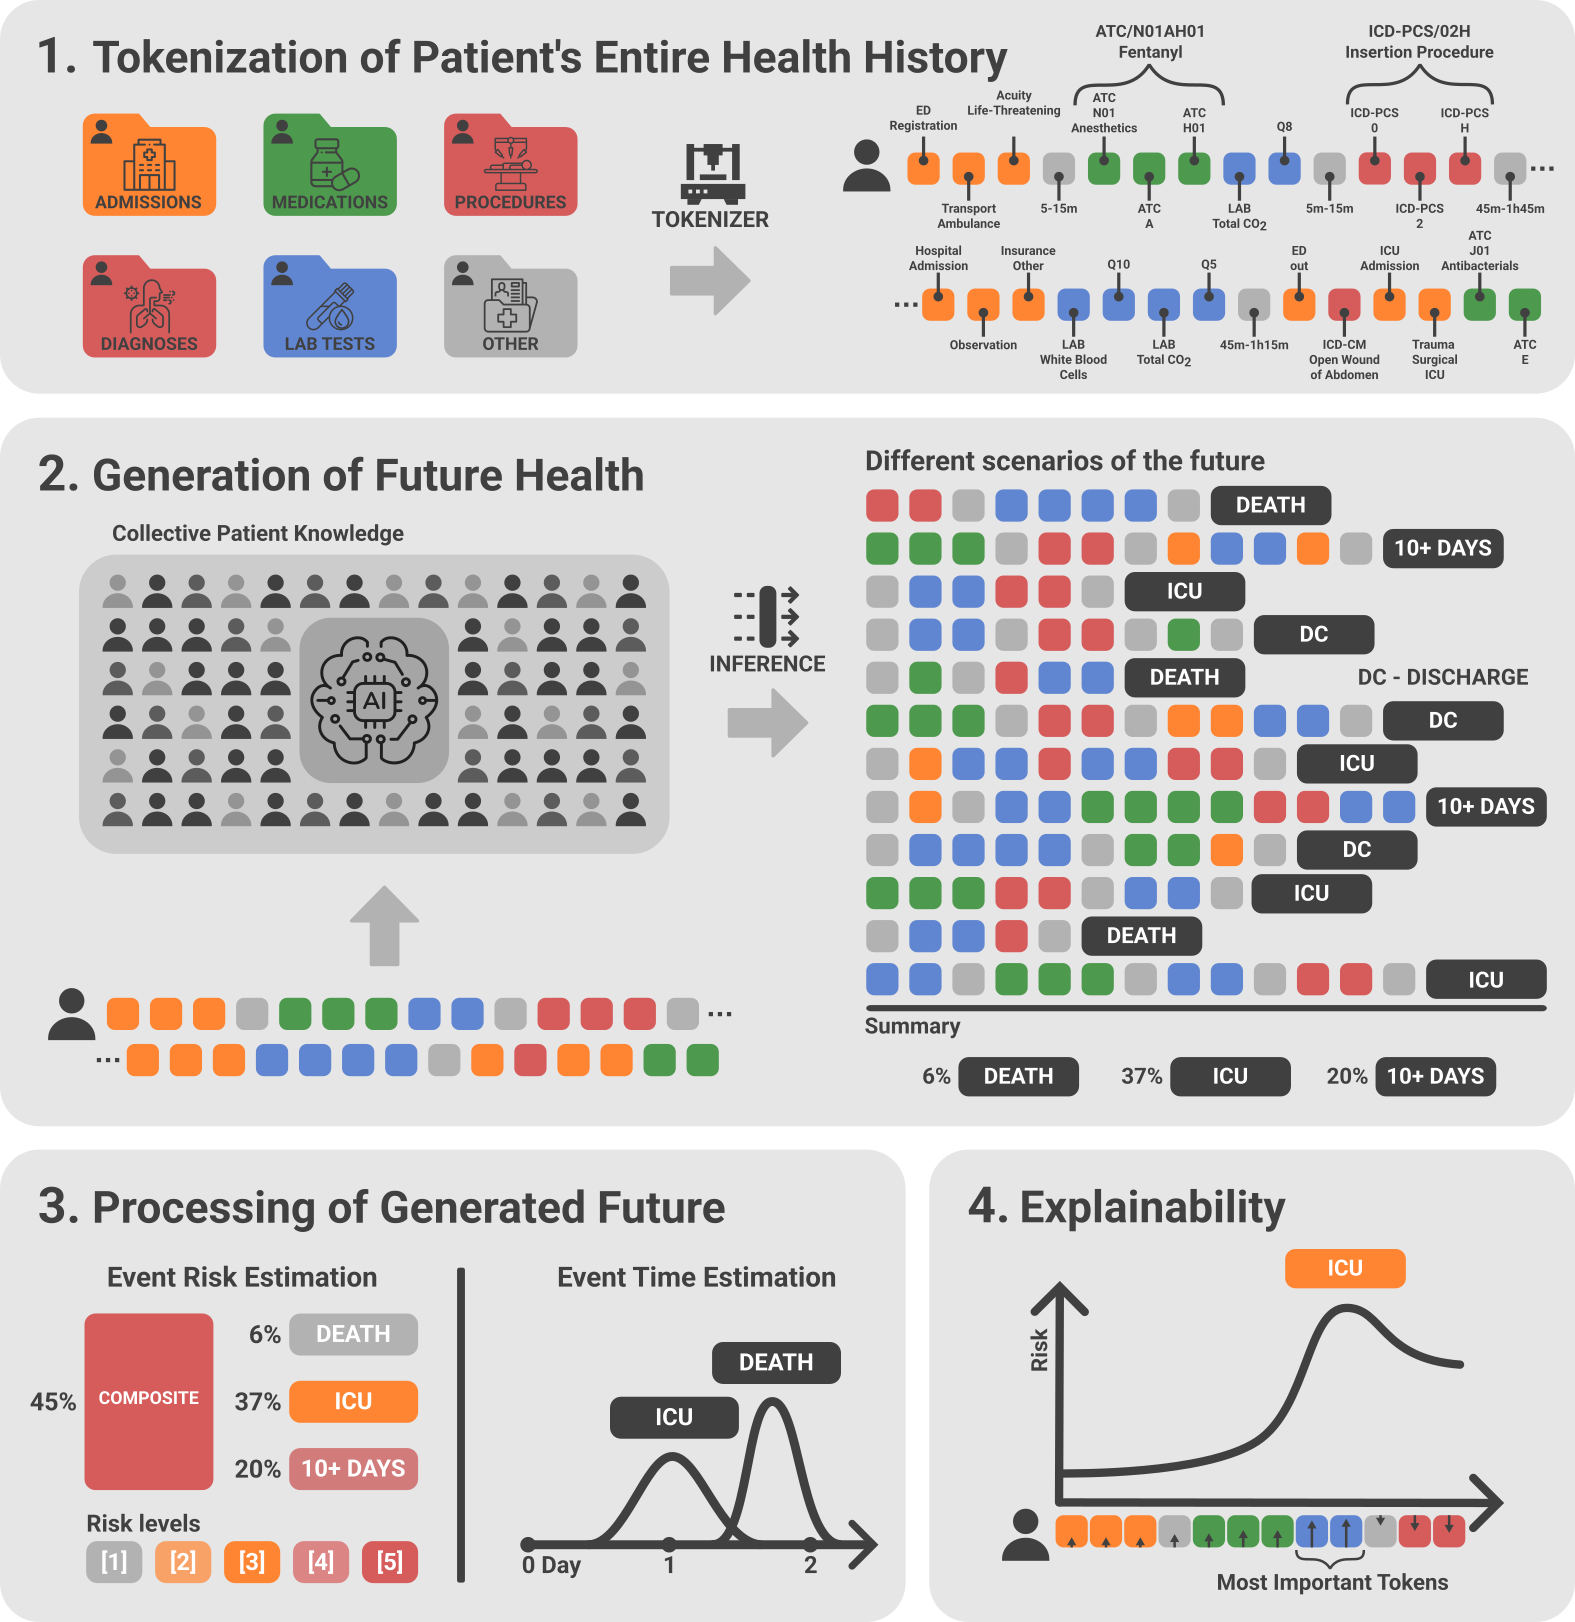 1. Tokenization of Patient's Entire Health History
ADMISSIONS
MEDICATIONS
PROCEDURES
DIAGNOSES
LAB TESTS
OTHER
TOKENIZER
ATC/N01AH01
Fentanyl
ICD-PCS/02H
Insertion Procedure
ED
Registration
Acuity
Life-Threatening
ATC
N01
Anesthetics
ATC
H01
Q8
ICD-PCS
0
ICD-PCS
H
...
Transport
Ambulance
5-15m
ATC
A
LAB
Total CO2
5m-15m
ICD-PCS
2
45m-1h45m
Hospital
Admission
Insurance
Other
Q10
Q5
ED
out
ICU
Admission
ATC
J01
Antibacterials
...
Observation
LAB
White Blood
Cells
LAB
Total CO2
45m-1h15m
ICD-CM
Open Wound
of Abdomen
Trauma
Surgical
ICU
ATC
E
2. Generation of Future Health
Collective Patient Knowledge
AI
...
...
INFERENCE
Different scenarios of the future
DEATH
10+ DAYS
ICU
DC
DEATH
DC - DISCHARGE
DC
ICU
10+ DAYS
DC
ICU
DEATH
ICU
Summary
6% DEATH 37% ICU 20% 10+ DAYS
3. Processing of Generated Future
Event Risk Estimation
45% COMPOSITE
6% DEATH
37% ICU
20% 10+ DAYS
Risk levels
[1] [2] [3] [4] [5]
Event Time Estimation
DEATH
ICU
0 Day 1 2
4. Explainability
ICU
Risk
Most Important Tokens